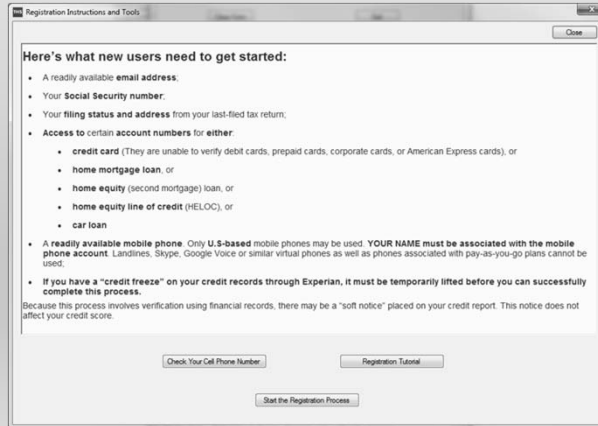 Registration Instructions and Tools
Close
Here's what new users need to get started:
• A readily available email address;
• Your Social Security number;
• Your filing status and address from your last-filed tax return;
• Access to certain account numbers for either:
• credit card (They are unable to verify debit cards, prepaid cards, corporate cards, or American Express cards); or
• home mortgage loan, or
• home equity (second mortgage) loan, or
• home equity line of credit (HELOC), or
• car loan
• A readily available mobile phone. Only U.S-based mobile phones may be used. YOUR NAME must be associated with the mobile
phone account. Landlines, Skype, Google Voice or similar virtual phones as well as phones associated with pay-as-you-go plans cannot be
used;
• If you have a "credit freeze" on your credit records through Experian, it must be temporarily lifted before you can successfully
complete this process.
Because this process involves verification using financial records, there may be a "soft notice" placed on your credit report. This notice does not
affect your credit score.
Check Your Cell Phone Number
Registration Tutorial
Start the Registration Process